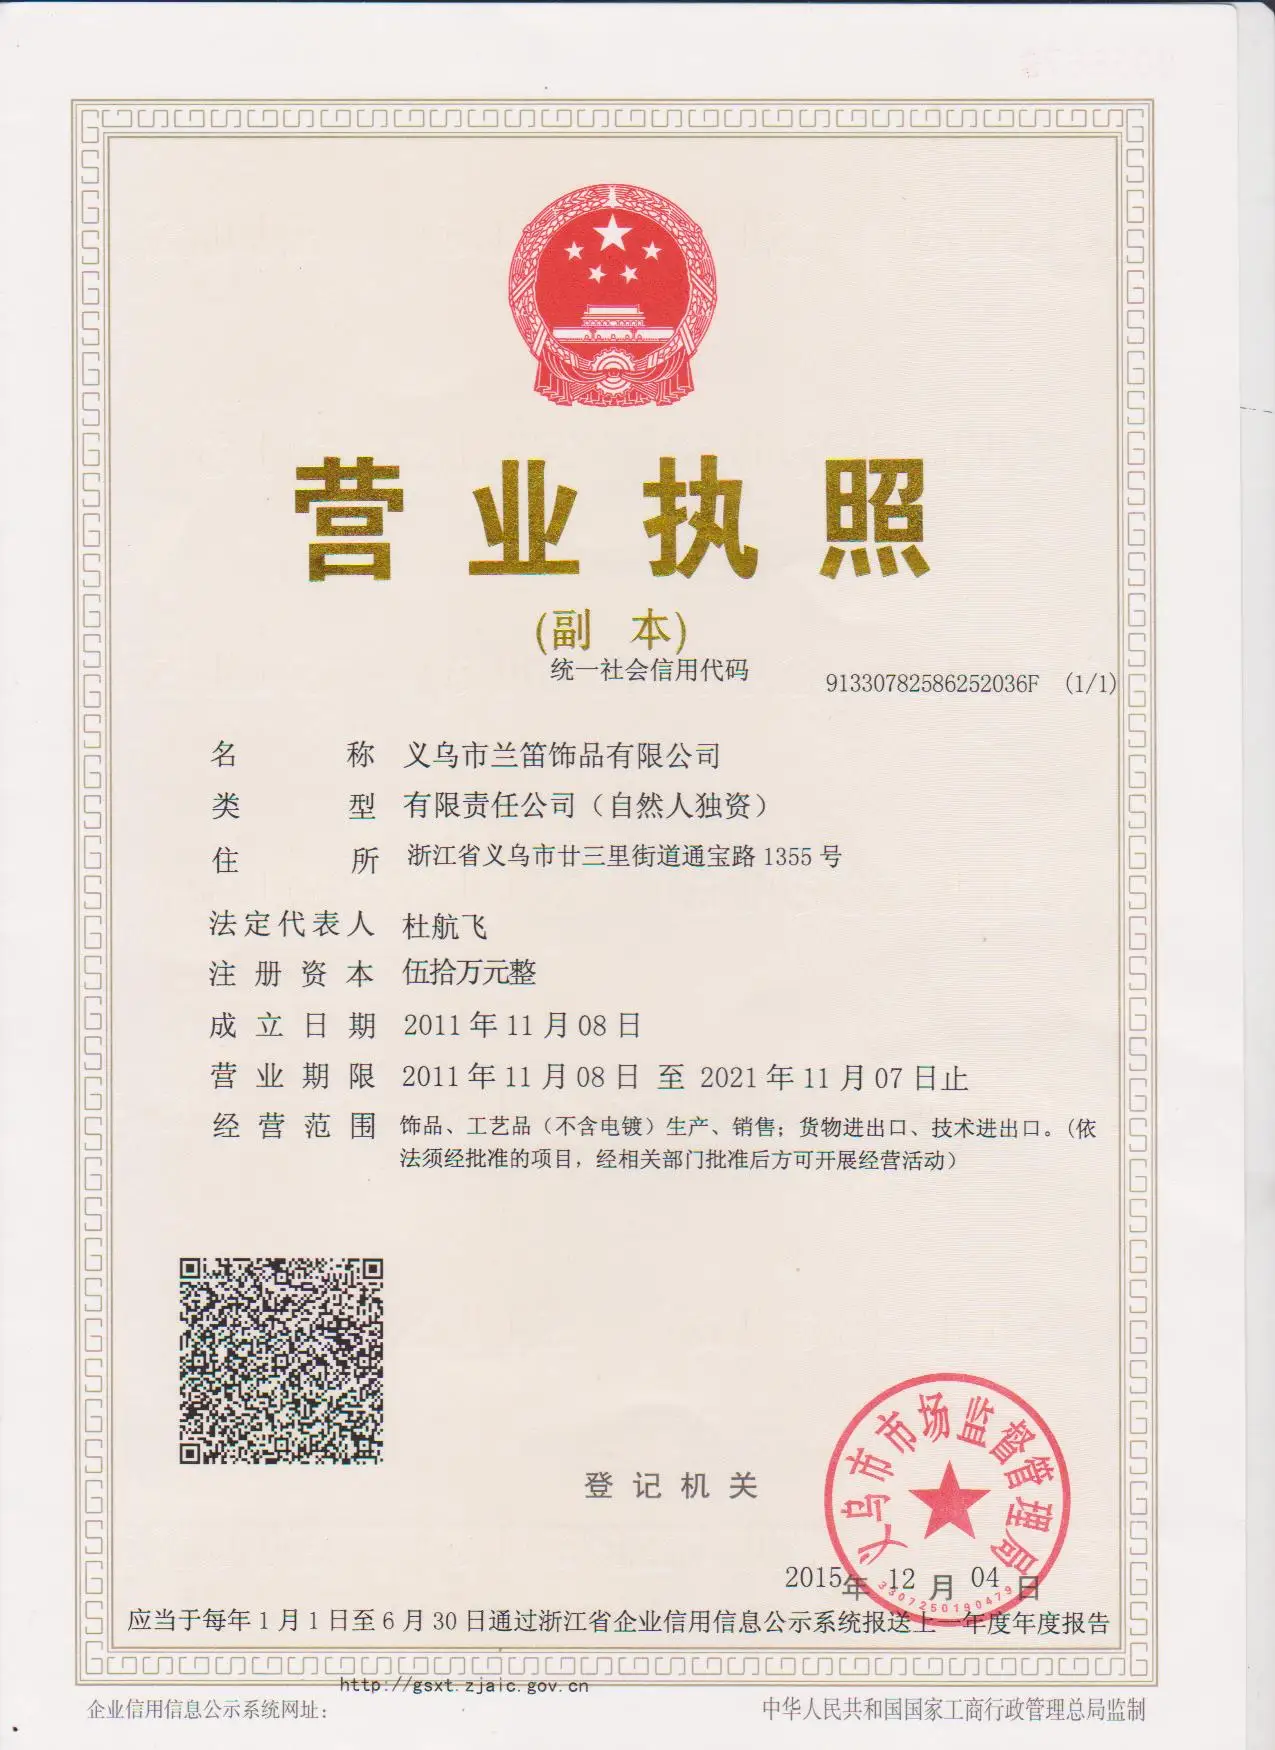 营业执照
(副 本)
统一社会信用代码 91330782586252036F (1/1)
名 称 义乌市兰笛饰品有限公司
类 型 有限责任公司（自然人独资）
住 所 浙江省义乌市廿三里街道通宝路1355号
法定代表人 杜航飞
注册资本 伍拾万元整
成立日期 2011年11月08日
营业期限 2011年11月08日 至 2021年11月07日止
经营范围 饰品、工艺品（不含电镀）生产、销售；货物进出口、技术进出口。(依
法须经批准的项目，经相关部门批准后方可开展经营活动）
登记机关
义乌市市场监督管理局
3307250190479
2015年 12月 04日
应当于每年1月1日至6月30日通过浙江省企业信用信息公示系统报送上一年度年度报告
http://gsxt.zjaic.gov.cn
企业信用信息公示系统网址：
中华人民共和国国家工商行政管理总局监制